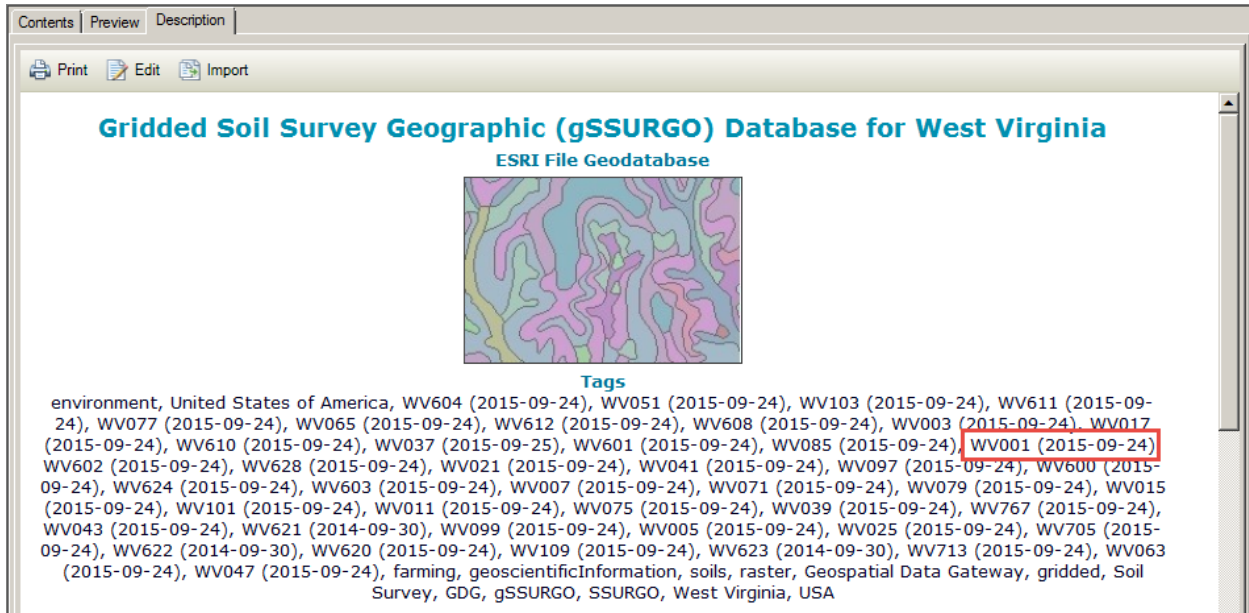 Contents Preview Description
Print Edit Import
Gridded Soil Survey Geographic (gSSURGO) Database for West Virginia
ESRI File Geodatabase
Tags
environment, United States of America, WV604 (2015-09-24), WV051 (2015-09-24), WV103 (2015-09-24), WV611 (2015-09-
24), WV077 (2015-09-24), WV065 (2015-09-24), WV612 (2015-09-24), WV608 (2015-09-24), WV003 (2015-09-24), WV017
(2015-09-24), WV610 (2015-09-24), WV037 (2015-09-25), WV601 (2015-09-24), WV085 (2015-09-24), WV001 (2015-09-24)
WV602 (2015-09-24), WV628 (2015-09-24), WV021 (2015-09-24), WV041 (2015-09-24), WV097 (2015-09-24), WV600 (2015-
09-24), WV624 (2015-09-24), WV603 (2015-09-24), WV007 (2015-09-24), WV071 (2015-09-24), WV079 (2015-09-24), WV015
(2015-09-24), WV101 (2015-09-24), WV011 (2015-09-24), WV075 (2015-09-24), WV039 (2015-09-24), WV767 (2015-09-24),
WV043 (2015-09-24), WV621 (2014-09-30), WV099 (2015-09-24), WV005 (2015-09-24), WV025 (2015-09-24), WV705 (2015-
09-24), WV622 (2014-09-30), WV620 (2015-09-24), WV109 (2015-09-24), WV623 (2014-09-30), WV713 (2015-09-24), WV063
(2015-09-24), WV047 (2015-09-24), farming, geoscientificInformation, soils, raster, Geospatial Data Gateway, gridded, Soil
Survey, GDG, gSSURGO, SSURGO, West Virginia, USA